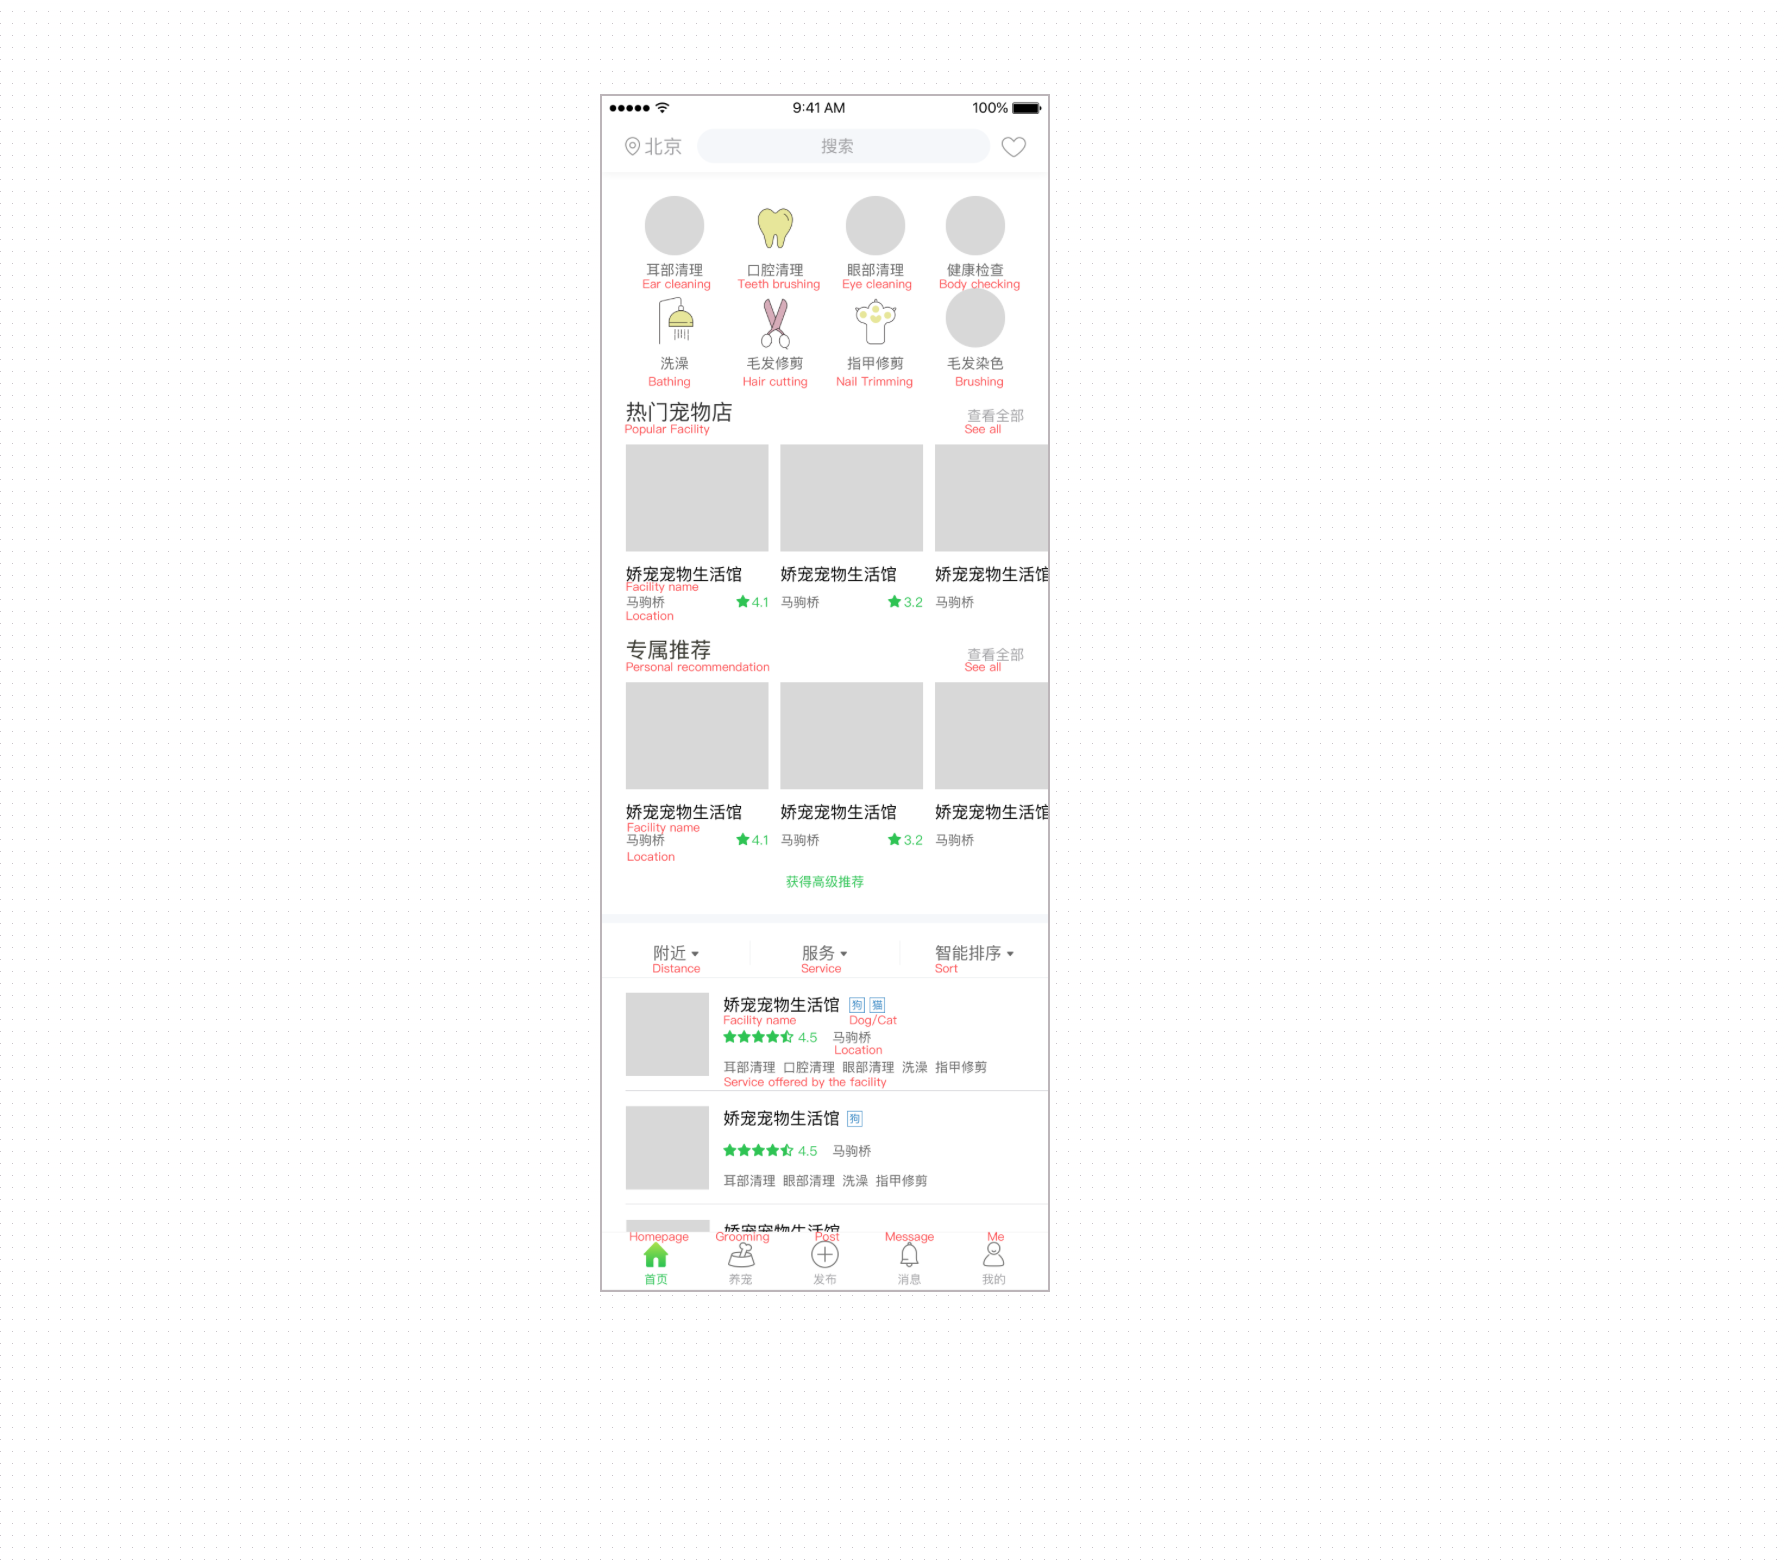 9:41 AM 100%
北京 搜索
耳部清理 口腔清理 眼部清理 健康检查
Ear cleaning Teeth brushing Eye cleaning Body checking
洗澡 毛发修剪 指甲修剪 毛发染色
Bathing Hair cutting Nail Trimming Brushing
热门宠物店 查看全部
Popular Facility See all
娇宠宠物生活馆 娇宠宠物生活馆 娇宠宠物生活馆
Facility name
马驹桥 4.1 马驹桥 3.2 马驹桥
Location
专属推荐 查看全部
Personal recommendation See all
娇宠宠物生活馆 娇宠宠物生活馆 娇宠宠物生活馆
Facility name
马驹桥 4.1 马驹桥 3.2 马驹桥
Location
获得高级推荐
附近 服务 智能排序
Distance Service Sort
娇宠宠物生活馆 狗 猫
Facility name Dog/Cat
4.5 马驹桥
Location
耳部清理 口腔清理 眼部清理 洗澡 指甲修剪
Service offered by the facility
娇宠宠物生活馆 狗
4.5 马驹桥
耳部清理 眼部清理 洗澡 指甲修剪
娇宠宠物生活馆
Homepage Grooming Post Message Me
首页 养宠 发布 消息 我的